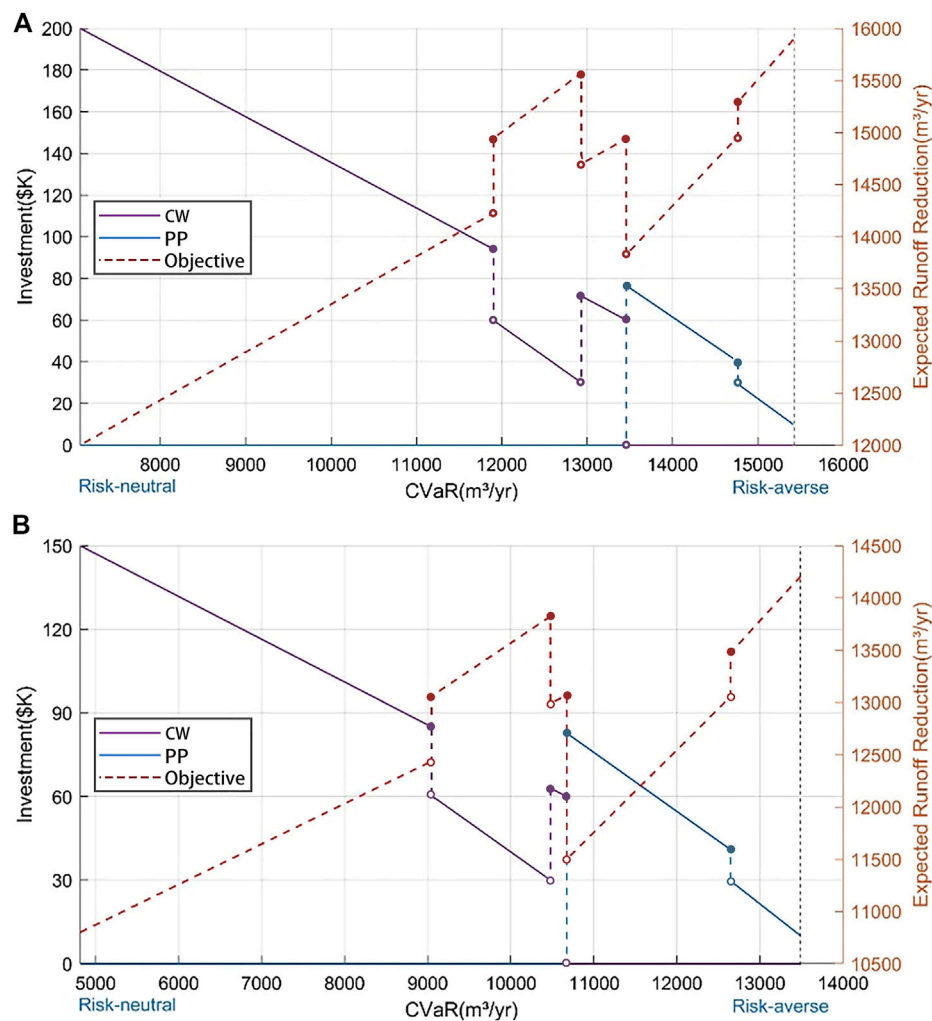 A
200
180
160
140
120
100
80
60
40
20
0
Investment($K)
CW
PP
Objective
16000
15500
15000
14500
14000
13500
13000
12500
12000
Expected Runoff Reduction(m³/yr)
8000 9000 10000 11000 12000 13000 14000 15000 16000
Risk-neutral CVaR(m³/yr) Risk-averse
B
150
120
90
60
30
0
Investment($K)
CW
PP
Objective
14500
14000
13500
13000
12500
12000
11500
11000
10500
Expected Runoff Reduction(m³/yr)
5000 6000 7000 8000 9000 10000 11000 12000 13000 14000
Risk-neutral CVaR(m³/yr) Risk-averse